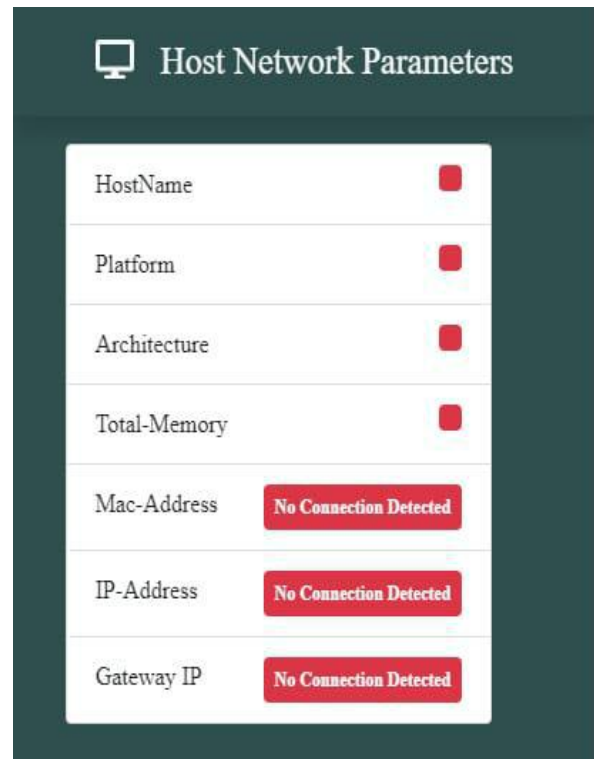 Host Network Parameters
HostName
Platform
Architecture
Total-Memory
Mac-Address No Connection Detected
IP-Address No Connection Detected
Gateway IP No Connection Detected